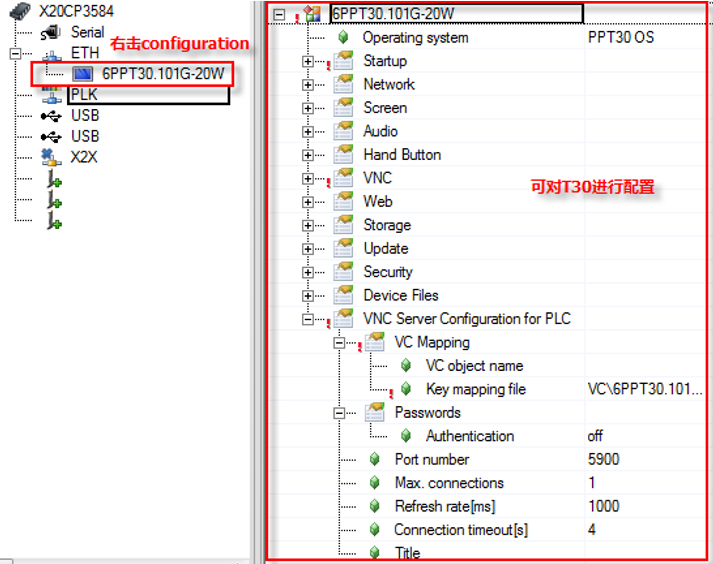 X20CP3584
Serial
右击configuration
ETH
6PPT30.101G-20W
PLK
USB
USB
X2X
6PPT30.101G-20W
Operating system PPT30 OS
Startup
Network
Screen
Audio
Hand Button
VNC
可对T30进行配置
Web
Storage
Update
Security
Device Files
VNC Server Configuration for PLC
VC Mapping
VC object name
Key mapping file VC\6PPT30.101...
Passwords
Authentication off
Port number 5900
Max. connections 1
Refresh rate[ms] 1000
Connection timeout[s] 4
Title